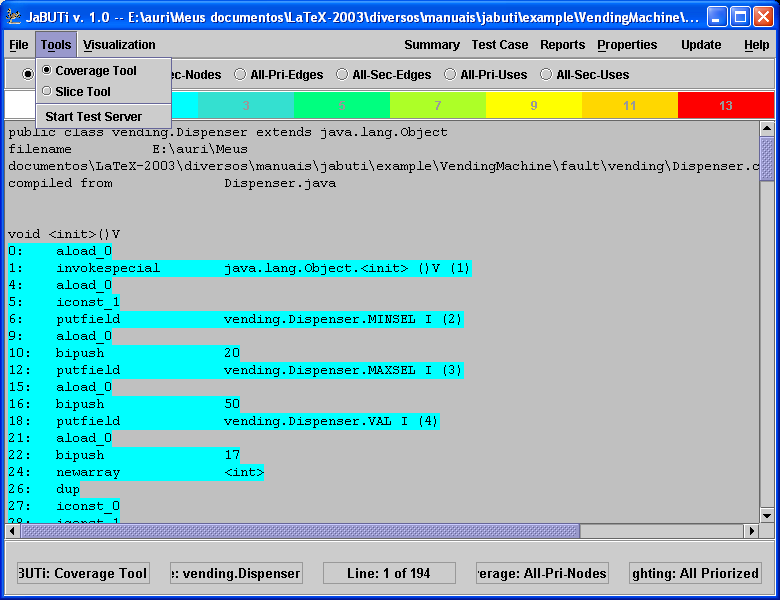 JaBUTi v. 1.0 -- E:\auri\Meus documentos\LaTeX-2003\diversos\manuais\jabuti\example\VendingMachine\...
File Tools Visualization Summary Test Case Reports Properties Update Help
Coverage Tool
ec-Nodes All-Pri-Edges All-Sec-Edges All-Pri-Uses All-Sec-Uses
Slice Tool
3 5 7 9 11 13
Start Test Server
public class vending.Dispenser extends java.lang.Object
filename E:\auri\Meus
documentos\LaTeX-2003\diversos\manuais\jabuti\example\VendingMachine\fault\vending\Dispenser.c
compiled from Dispenser.java
void <init>()V
0: aload_0
1: invokespecial java.lang.Object.<init> ()V (1)
4: aload_0
5: iconst_1
6: putfield vending.Dispenser.MINSEL I (2)
9: aload_0
10: bipush 20
12: putfield vending.Dispenser.MAXSEL I (3)
15: aload_0
16: bipush 50
18: putfield vending.Dispenser.VAL I (4)
21: aload_0
22: bipush 17
24: newarray <int>
26: dup
27: iconst_0
28: iconst_1
BUTi: Coverage Tool e: vending.Dispenser Line: 1 of 194 verage: All-Pri-Nodes ghting: All Priorized